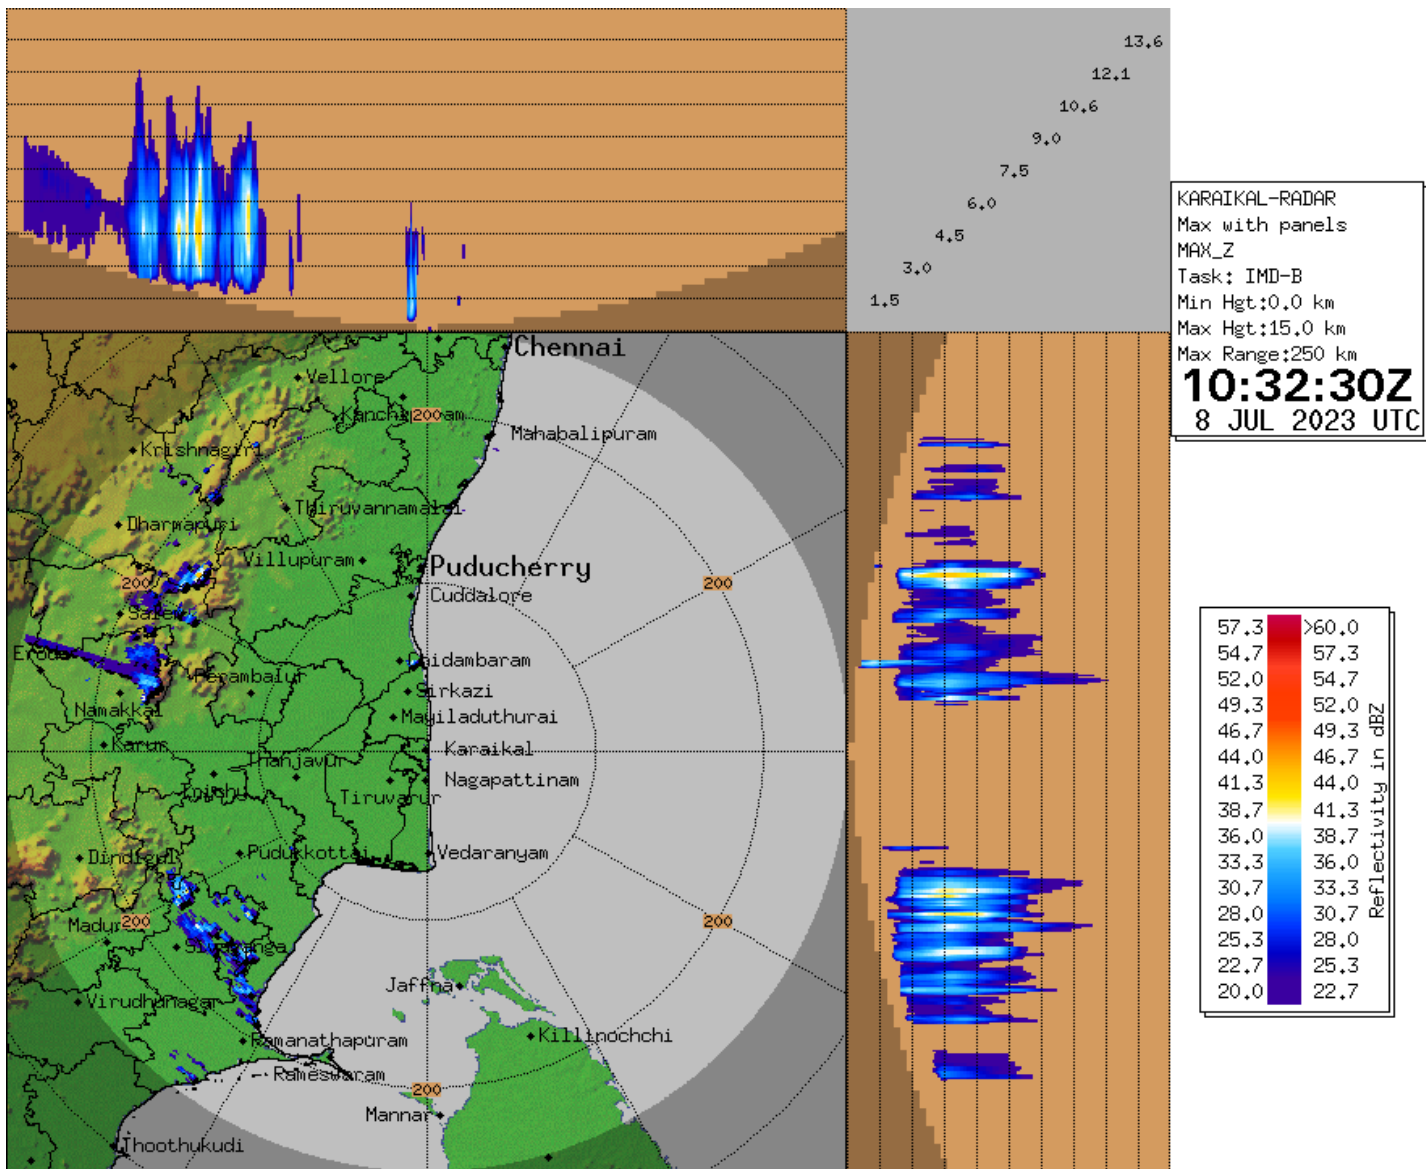 13.6
12.1
10.6
9.0
7.5
6.0
4.5
3.0
1.5
KARAIKAL-RADAR
Max with panels
MAX_Z
Task: IMD-B
Min Hgt:0.0 km
Max Hgt:15.0 km
Max Range:250 km
10:32:30Z
8 JUL 2023 UTC
Chennai
Vellore
200
Mahabalipuram
Krishnagiri
Thiruvannamalai
Dharmapuri
Villupuram
Puducherry
200
200
Cuddalore
Salem
Chidambaram
Erode
Perambalur
Sirkazi
Namakkal
Mayiladuthurai
Karur
Karaikal
Thanjavur
Nagapattinam
Trichy
Tiruvarur
Dindigul
Pudukkottai
Vedaranyam
200
200
Sivaganga
Jaffna
Virudhunagar
Ramanathapuram
Killinochchi
Rameswaram
200
Mannar
Thoothukudi
57.3 >60.0
54.7 57.3
52.0 54.7
49.3 52.0
46.7 49.3
44.0 46.7
41.3 44.0
38.7 41.3
36.0 38.7
33.3 36.0
30.7 33.3
28.0 30.7
25.3 28.0
22.7 25.3
20.0 22.7
Reflectivity in dBZ